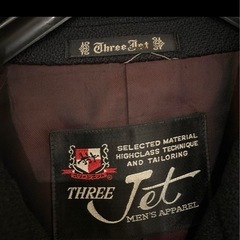 Three Jet
SELECTED MATERIAL
HIGHCLASS TECHNIQUE
AND TAILORING
THREE Jet
MEN'S APPAREL